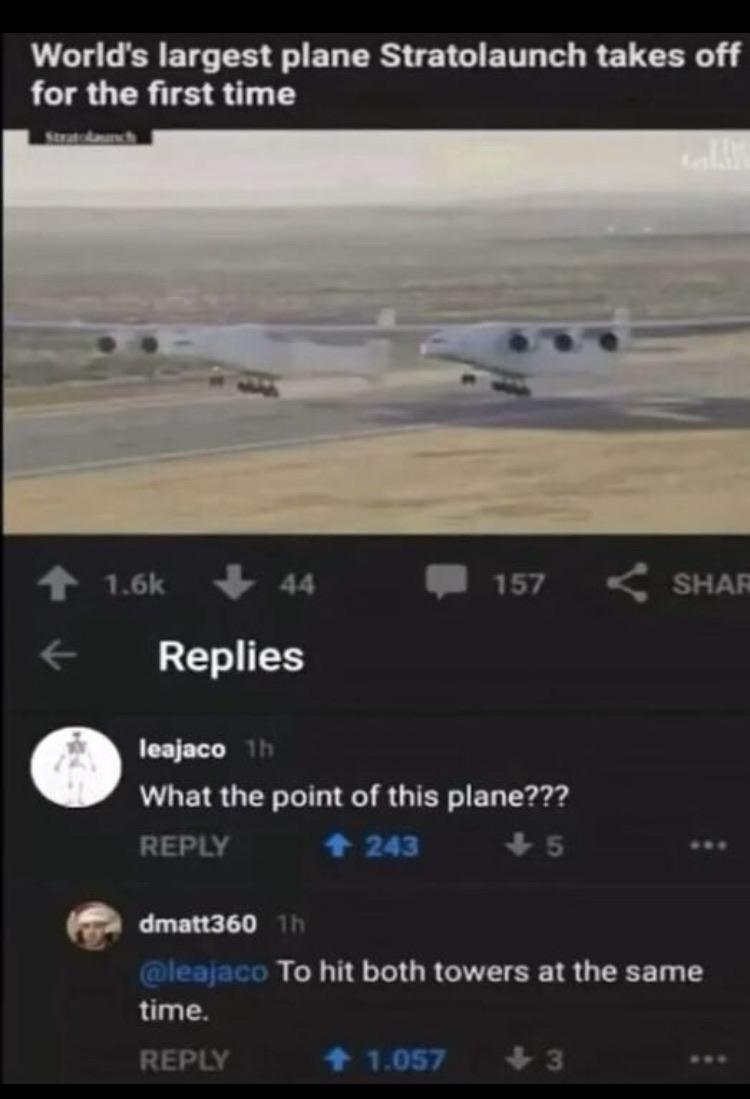 World's largest plane Stratolaunch takes off
for the first time
Stratolaunch
The
1.6k 44 157 SHAR
Replies
leajaco 1h
What the point of this plane???
REPLY 243 5
dmatt360 1h
@leajaco To hit both towers at the same
time.
REPLY 1.057 3